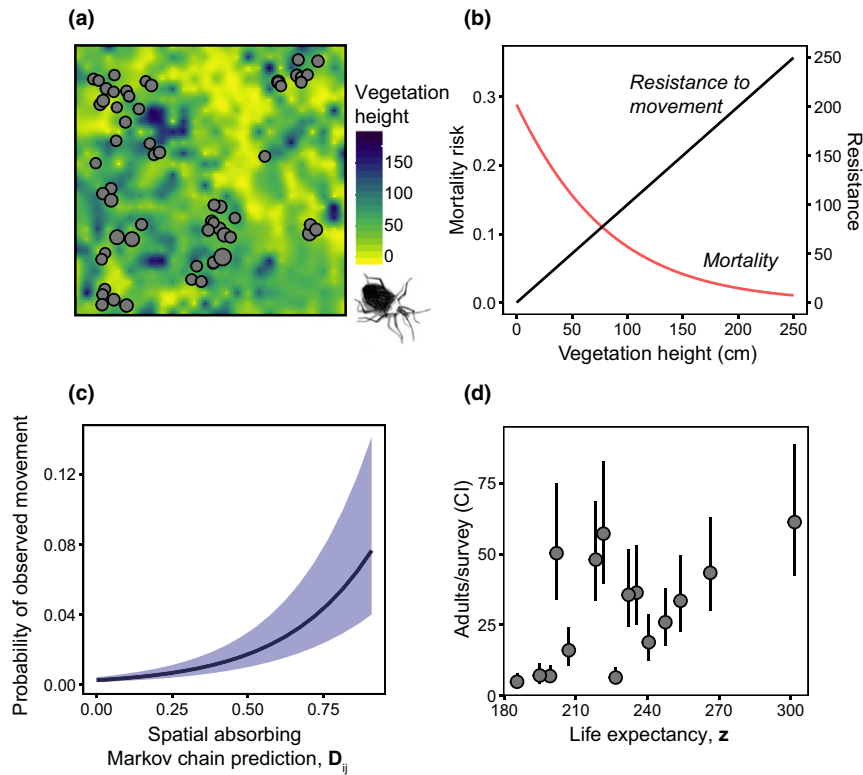 (a)
Vegetation
height
150
100
50
0
(b)
Mortality risk
0.3
0.2
0.1
0.0
Resistance to
movement
Mortality
250
200
150
100
50
0
Resistance
0
50
100
150
200
250
Vegetation height (cm)
(c)
Probability of observed movement
0.12
0.08
0.04
0.00
0.00
0.25
0.50
0.75
Spatial absorbing
Markov chain prediction, D_ij
(d)
Adults/survey (CI)
75
50
25
0
180
210
240
270
300
Life expectancy, z